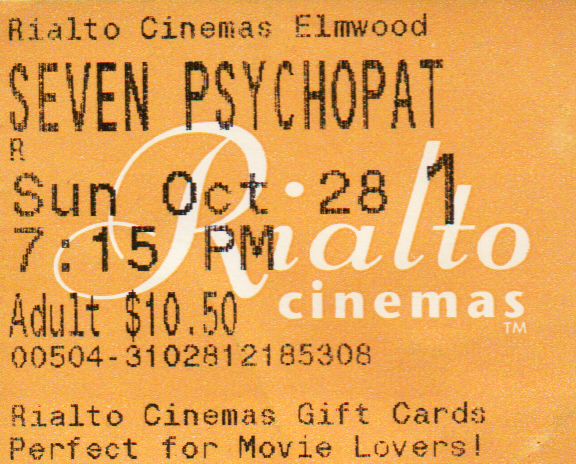 Rialto Cinemas Elmwood
SEVEN PSYCHOPAT
R
Sun Oct 28 1
7:15 PM
Rialto
cinemas
TM
Adult $10.50
00504-3102812185308
Rialto Cinemas Gift Cards
Perfect for Movie Lovers!